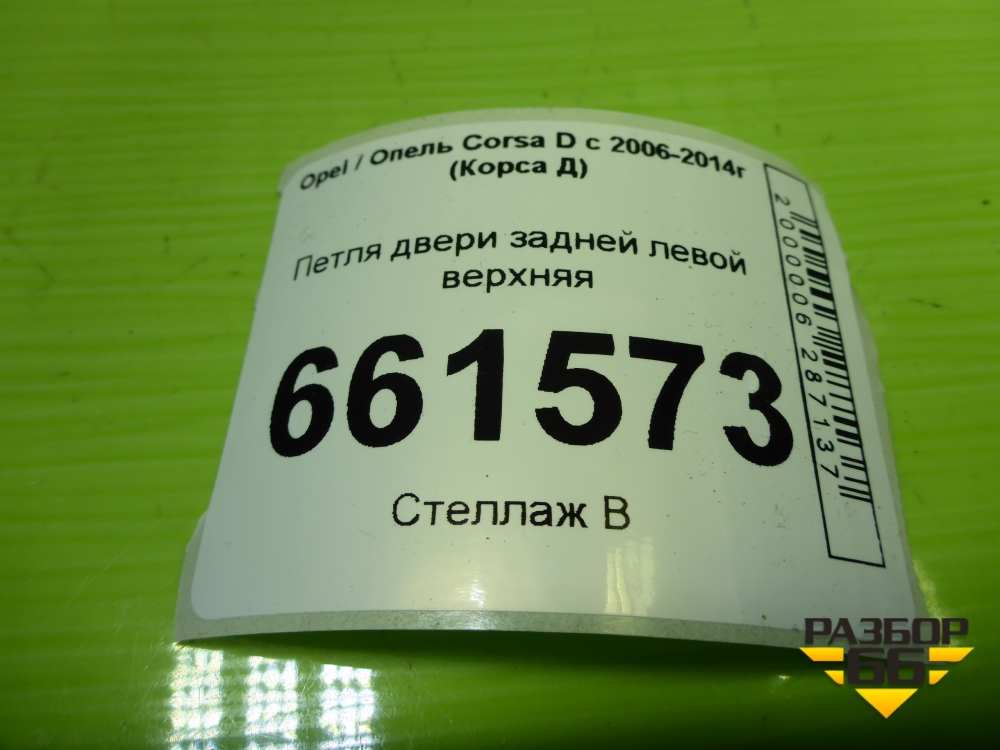 Opel / Опель Corsa D с 2006-2014г
(Корса Д)
Петля двери задней левой
верхняя
661573
Стеллаж В
2000006287137
РАЗБОР
66